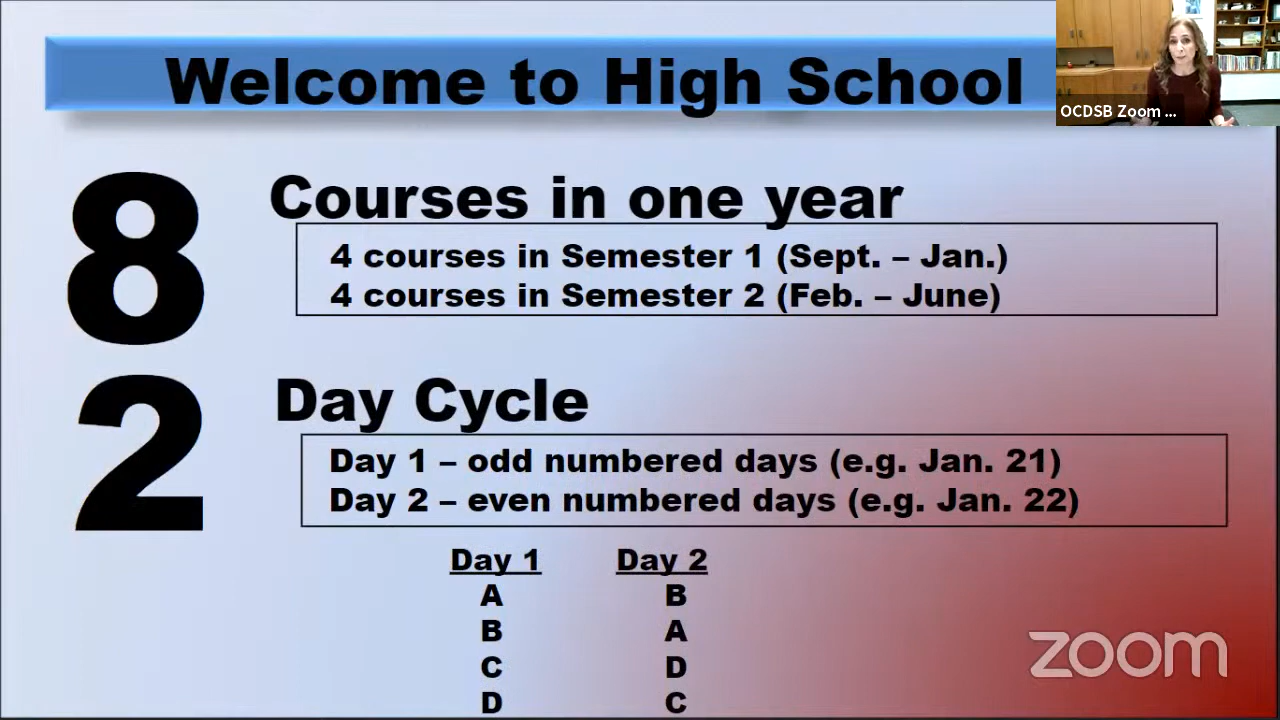 Welcome to High School
OCDSB Zoom ...
8
Courses in one year
4 courses in Semester 1 (Sept. – Jan.)
4 courses in Semester 2 (Feb. – June)
2
Day Cycle
Day 1 – odd numbered days (e.g. Jan. 21)
Day 2 – even numbered days (e.g. Jan. 22)
Day 1 Day 2
A B
B A
C D
D C
zoom